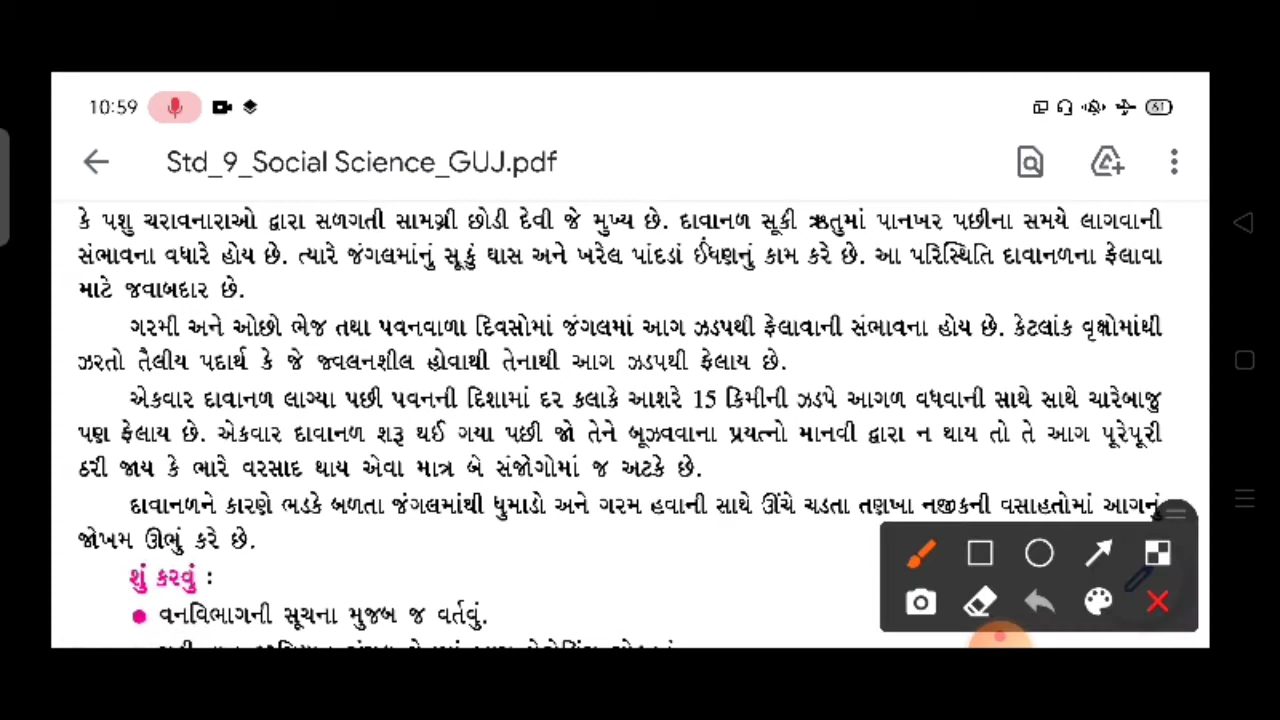 10:59
61
Std_9_Social Science_GUJ.pdf
કે પશુ ચરાવનારાઓ દ્વારા સળગતી સામગ્રી છોડી દેવી જે મુખ્ય છે. દાવાનળ સૂકી ઋતુમાં પાનખર પછીના સમયે લાગવાની
સંભાવના વધારે હોય છે. ત્યારે જંગલમાંનું સૂકું ઘાસ અને ખરેલ પાંદડાં ઈંધણનું કામ કરે છે. આ પરિસ્થિતિ દાવાનળના ફેલાવા
માટે જવાબદાર છે.
ગરમી અને ઓછો ભેજ તથા પવનવાળા દિવસોમાં જંગલમાં આગ ઝડપથી ફેલાવાની સંભાવના હોય છે. કેટલાંક વૃક્ષોમાંથી
ઝરતો તૈલીય પદાર્થ કે જે જ્વલનશીલ હોવાથી તેનાથી આગ ઝડપથી ફેલાય છે.
એકવાર દાવાનળ લાગ્યા પછી પવનની દિશામાં દર કલાકે આશરે 15 કિમીની ઝડપે આગળ વધવાની સાથે સાથે ચારેબાજુ
પણ ફેલાય છે. એકવાર દાવાનળ શરૂ થઈ ગયા પછી જો તેને બૂઝવવાના પ્રયત્નો માનવી દ્વારા ન થાય તો તે આગ પૂરેપૂરી
ઠરી જાય કે ભારે વરસાદ થાય એવા માત્ર બે સંજોગોમાં જ અટકે છે.
દાવાનળને કારણે ભડકે બળતા જંગલમાંથી ધુમાડો અને ગરમ હવાની સાથે ઊંચે ચડતા તણખા નજીકની વસાહતોમાં આગનું
જોખમ ઊભું કરે છે.
શું કરવું :
● વનવિભાગની સૂચના મુજબ જ વર્તવું.